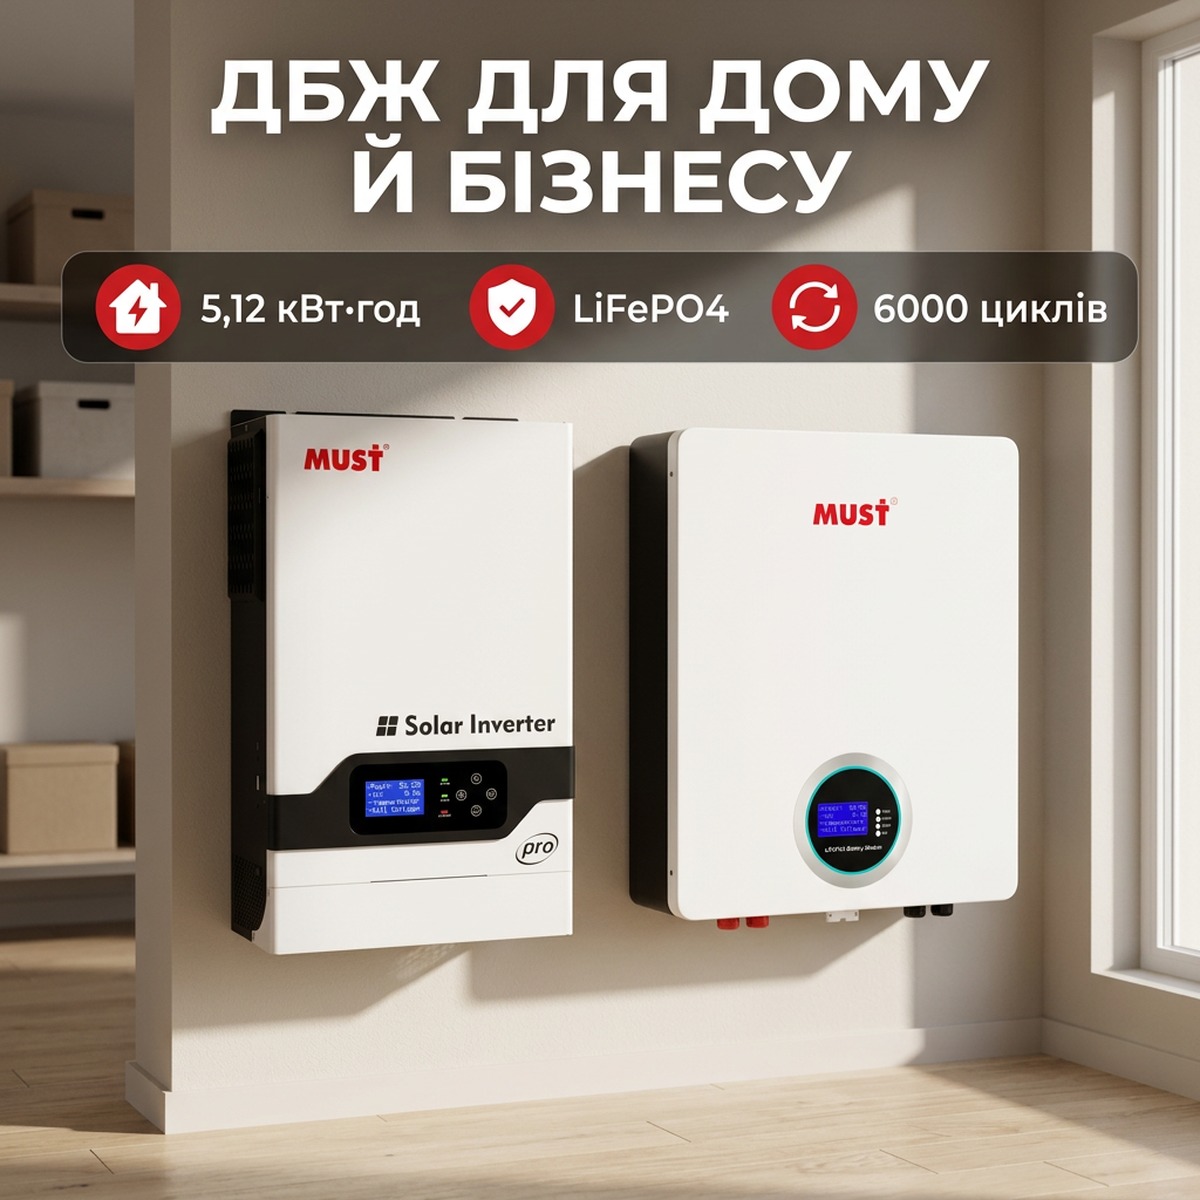 ДБЖ ДЛЯ ДОМУ
Й БІЗНЕСУ
5,12 кВт·год
LiFePO4
6000 циклів
MUST®
MUST®
Solar Inverter
pro